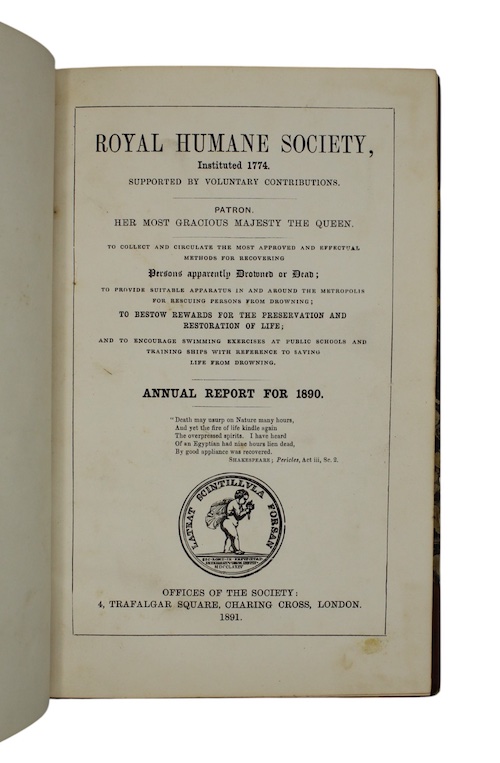 ROYAL HUMANE SOCIETY,
Instituted 1774.
SUPPORTED BY VOLUNTARY CONTRIBUTIONS.
PATRON.
HER MOST GRACIOUS MAJESTY THE QUEEN.
TO COLLECT AND CIRCULATE THE MOST APPROVED AND EFFECTUAL
METHODS FOR RECOVERING
Persons apparently Drowned or Dead;
TO PROVIDE SUITABLE APPARATUS IN AND AROUND THE METROPOLIS
FOR RESCUING PERSONS FROM DROWNING;
TO BESTOW REWARDS FOR THE PRESERVATION AND
RESTORATION OF LIFE;
AND TO ENCOURAGE SWIMMING EXERCISES AT PUBLIC SCHOOLS AND
TRAINING SHIPS WITH REFERENCE TO SAVING
LIFE FROM DROWNING.
ANNUAL REPORT FOR 1890.
"Death may usurp on Nature many hours,
And yet the fire of life kindle again
The overpressed spirits. I have heard
Of an Egyptian had nine hours lien dead,
By good appliance was recovered.
SHAKESPEARE; Pericles, Act iii, Sc. 2.
LATEAT SCINTILLVLA FORSAN
OFFICES OF THE SOCIETY:
4, TRAFALGAR SQUARE, CHARING CROSS, LONDON.
1891.